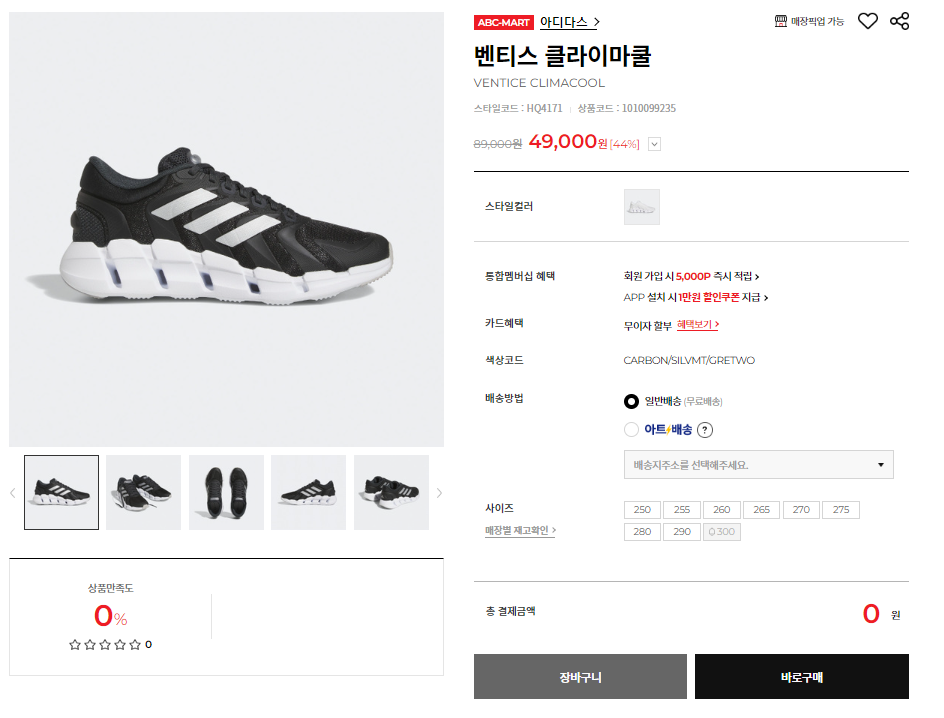 ABC-MART 아디다스 >
매장픽업 가능
벤티스 클라이마쿨
VENTICE CLIMACOOL
스타일코드 : HQ4171 | 상품코드 : 1010099235
89,000원 49,000원 [44%]
스타일컬러
통합멤버십 혜택
회원 가입 시 5,000P 즉시 적립 >
APP 설치 시 1만원 할인쿠폰 지급 >
카드혜택
무이자 할부 혜택보기 >
색상코드
CARBON/SILVMT/GRETWO
배송방법
일반배송 (무료배송)
아트배송 ?
배송지주소를 선택해주세요.
사이즈
매장별 재고확인 >
250 255 260 265 270 275
280 290 300
상품만족도
0%
0
총 결제금액
0 원
장바구니
바로구매